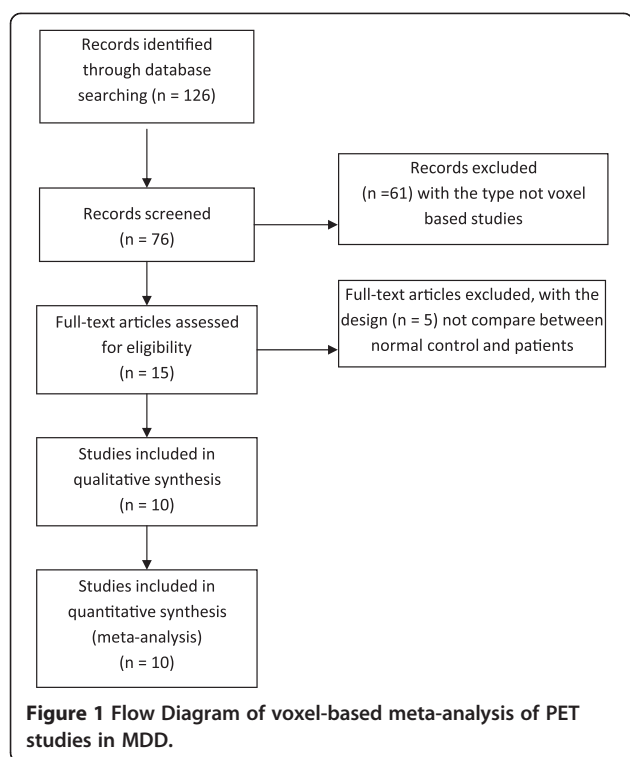 Records identified
through database
searching (n = 126)
Records screened
(n = 76)
Records excluded
(n =61) with the type not voxel
based studies
Full-text articles assessed
for eligibility
(n = 15)
Full-text articles excluded, with the
design (n = 5) not compare between
normal control and patients
Studies included in
qualitative synthesis
(n = 10)
Studies included in
quantitative synthesis
(meta-analysis)
(n = 10)
Figure 1 Flow Diagram of voxel-based meta-analysis of PET
studies in MDD.